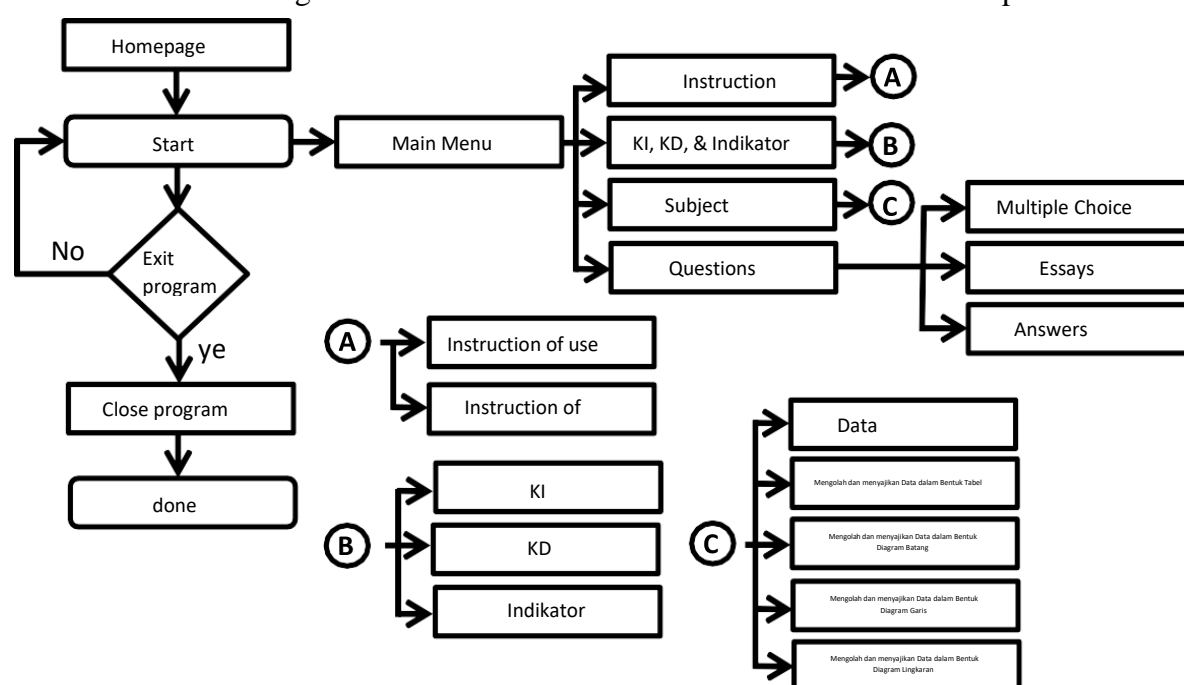 Homepage
Start
Main Menu
Instruction
A
KI, KD, & Indikator
B
Subject
C
Questions
Multiple Choice
Essays
Answers
No
Exit
program
ye
Close program
done
A
Instruction of use
Instruction of
B
KI
KD
Indikator
C
Data
Mengolah dan menyajikan Data dalam Bentuk Tabel
Mengolah dan menyajikan Data dalam Bentuk
Diagram Batang
Mengolah dan menyajikan Data dalam Bentuk
Diagram Garis
Mengolah dan menyajikan Data dalam Bentuk
Diagram Lingkaran